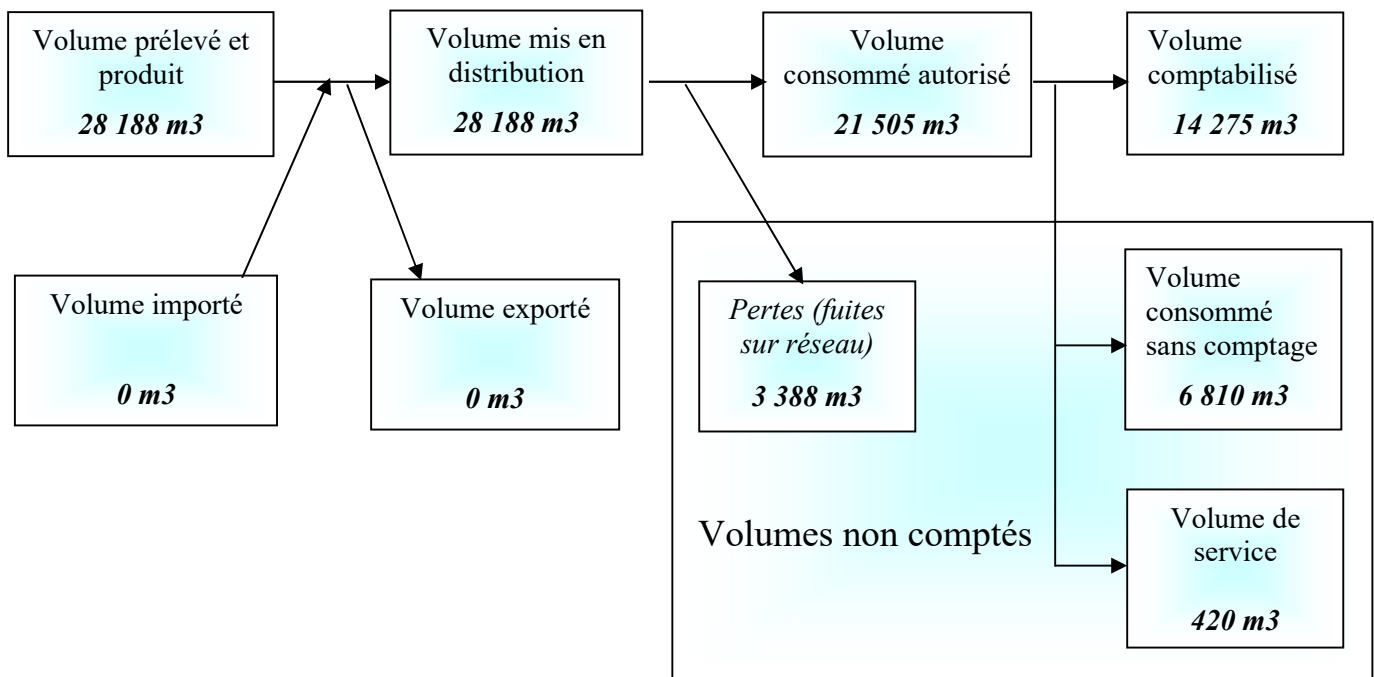 Volume prélevé et
produit
28 188 m3
Volume mis en
distribution
28 188 m3
Volume
consommé autorisé
21 505 m3
Volume
comptabilisé
14 275 m3
Volume importé
0 m3
Volume exporté
0 m3
Pertes (fuites
sur réseau)
3 388 m3
Volume
consommé
sans comptage
6 810 m3
Volumes non comptés
Volume de
service
420 m3